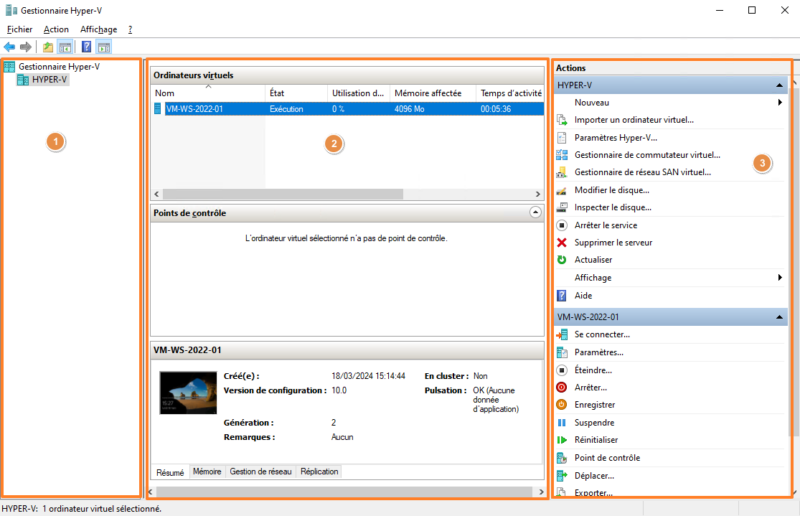 Gestionnaire Hyper-V
Fichier Action Affichage ?
Gestionnaire Hyper-V
HYPER-V
1
Ordinateurs virtuels
Nom État Utilisation d... Mémoire affectée Temps d'activité
VM-WS-2022-01 Exécution 0 % 4096 Mo 00:05:36
2
Points de contrôle
L'ordinateur virtuel sélectionné n'a pas de point de contrôle.
VM-WS-2022-01
Créé(e) : 18/03/2024 15:14:44 En cluster : Non
Version de configuration : 10.0 Pulsation : OK (Aucune
donnée
d'application)
Génération : 2
Remarques : Aucun
Résumé Mémoire Gestion de réseau Réplication
Actions
HYPER-V
Nouveau
Importer un ordinateur virtuel...
Paramètres Hyper-V...
Gestionnaire de commutateur virtuel...
3
Gestionnaire de réseau SAN virtuel...
Modifier le disque...
Inspecter le disque...
Arrêter le service
Supprimer le serveur
Actualiser
Affichage
Aide
VM-WS-2022-01
Se connecter...
Paramètres...
Éteindre...
Arrêter...
Enregistrer
Suspendre
Réinitialiser
Point de contrôle
Déplacer...
Exporter...
HYPER-V: 1 ordinateur virtuel sélectionné.